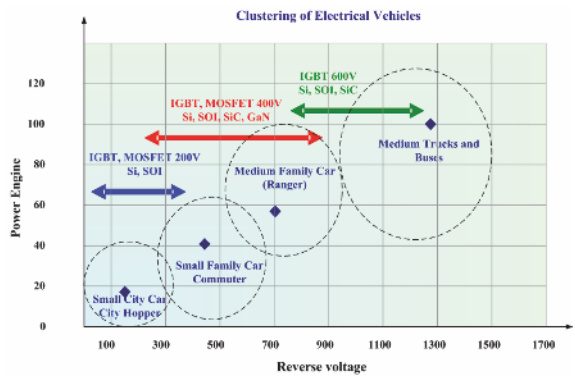 Clustering of Electrical Vehicles
IGBT 600V
Si, SOI, SiC
120
IGBT, MOSFET 400V
Si, SOI, SiC, GaN
100
Medium Trucks and
Buses
IGBT, MOSFET 200V
Si, SOI
80
Medium Family Car
(Ranger)
60
Power Engine
40
Small Family Car
Commuter
20
Small City Car
City Hopper
0
100 300 500 700 900 1100 1300 1500 1700
Reverse voltage